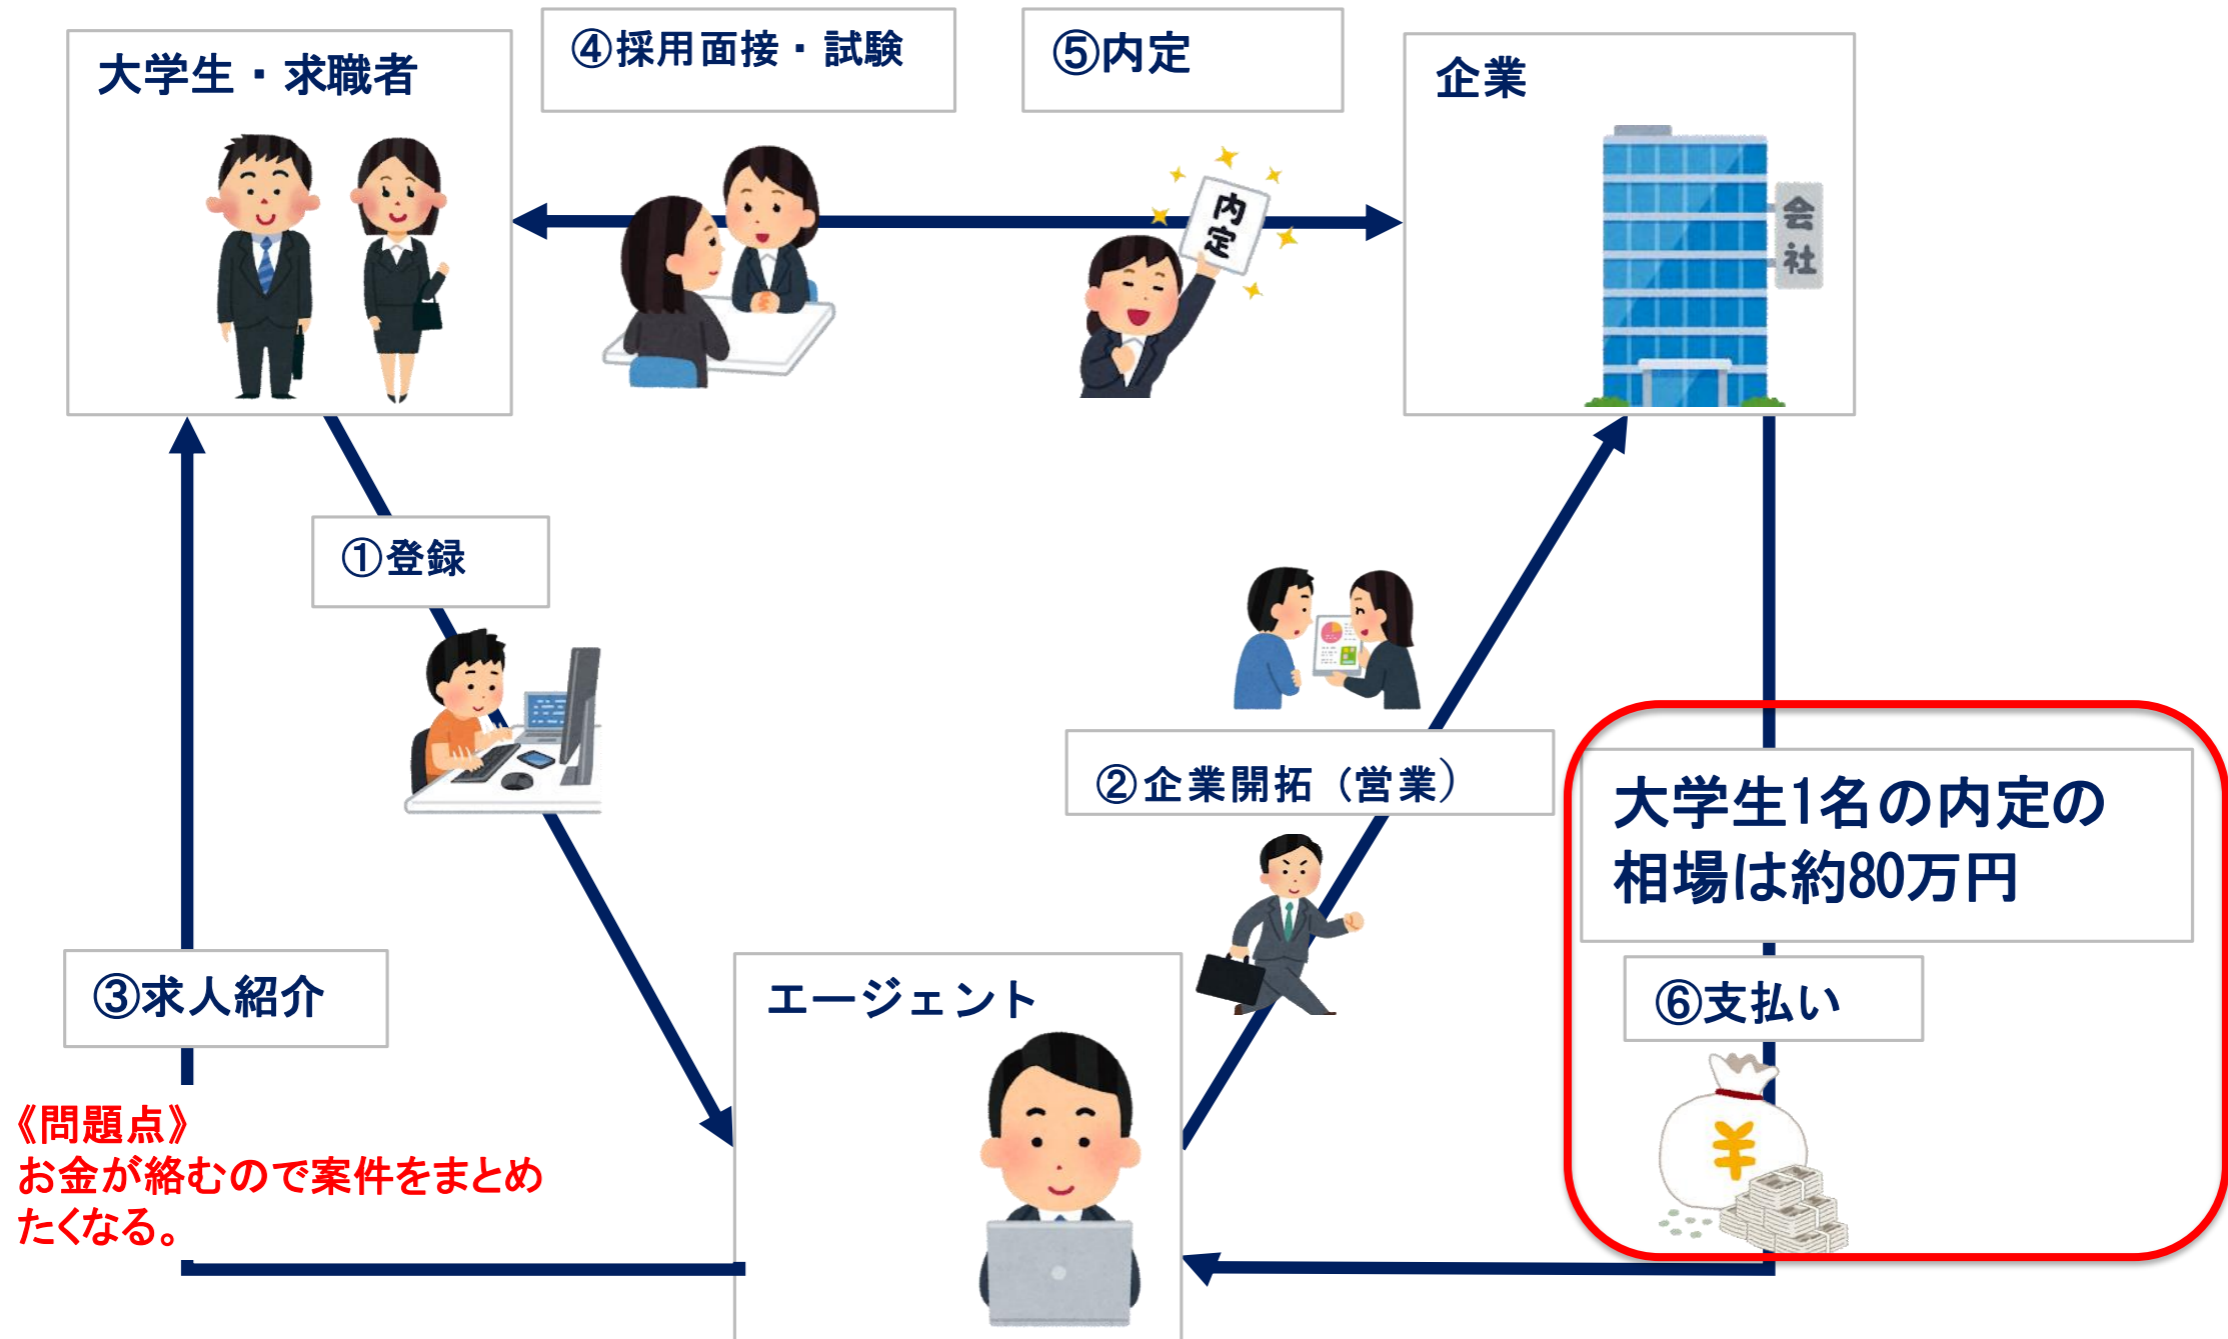 大学生・求職者
④採用面接・試験
⑤内定
企業
内定
会社
①登録
②企業開拓（営業）
大学生1名の内定の
相場は約80万円
③求人紹介
エージェント
⑥支払い
¥
《問題点》
お金が絡むので案件をまとめ
たくなる。